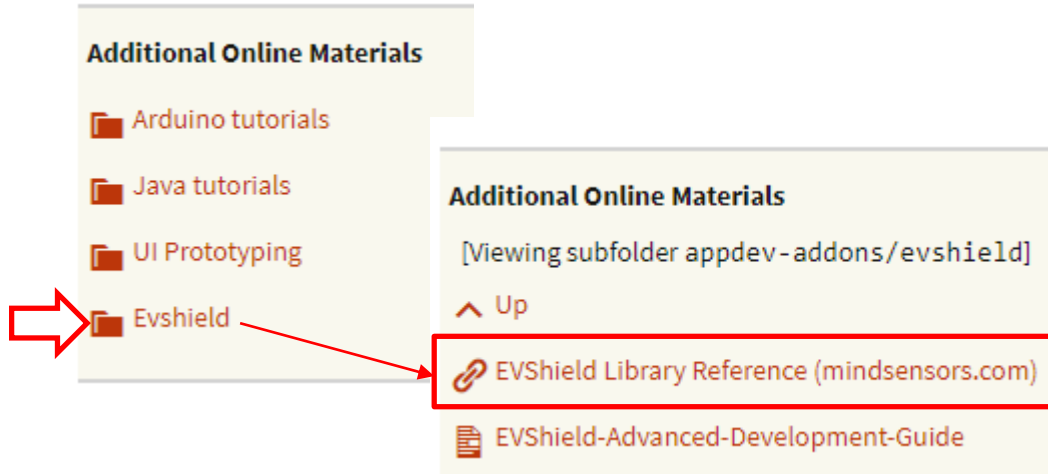 Additional Online Materials
Arduino tutorials
Java tutorials
UI Prototyping
Evshield
Additional Online Materials
[Viewing subfolder appdev-addons/evshield]
Up
EVShield Library Reference (mindsensors.com)
EVShield-Advanced-Development-Guide